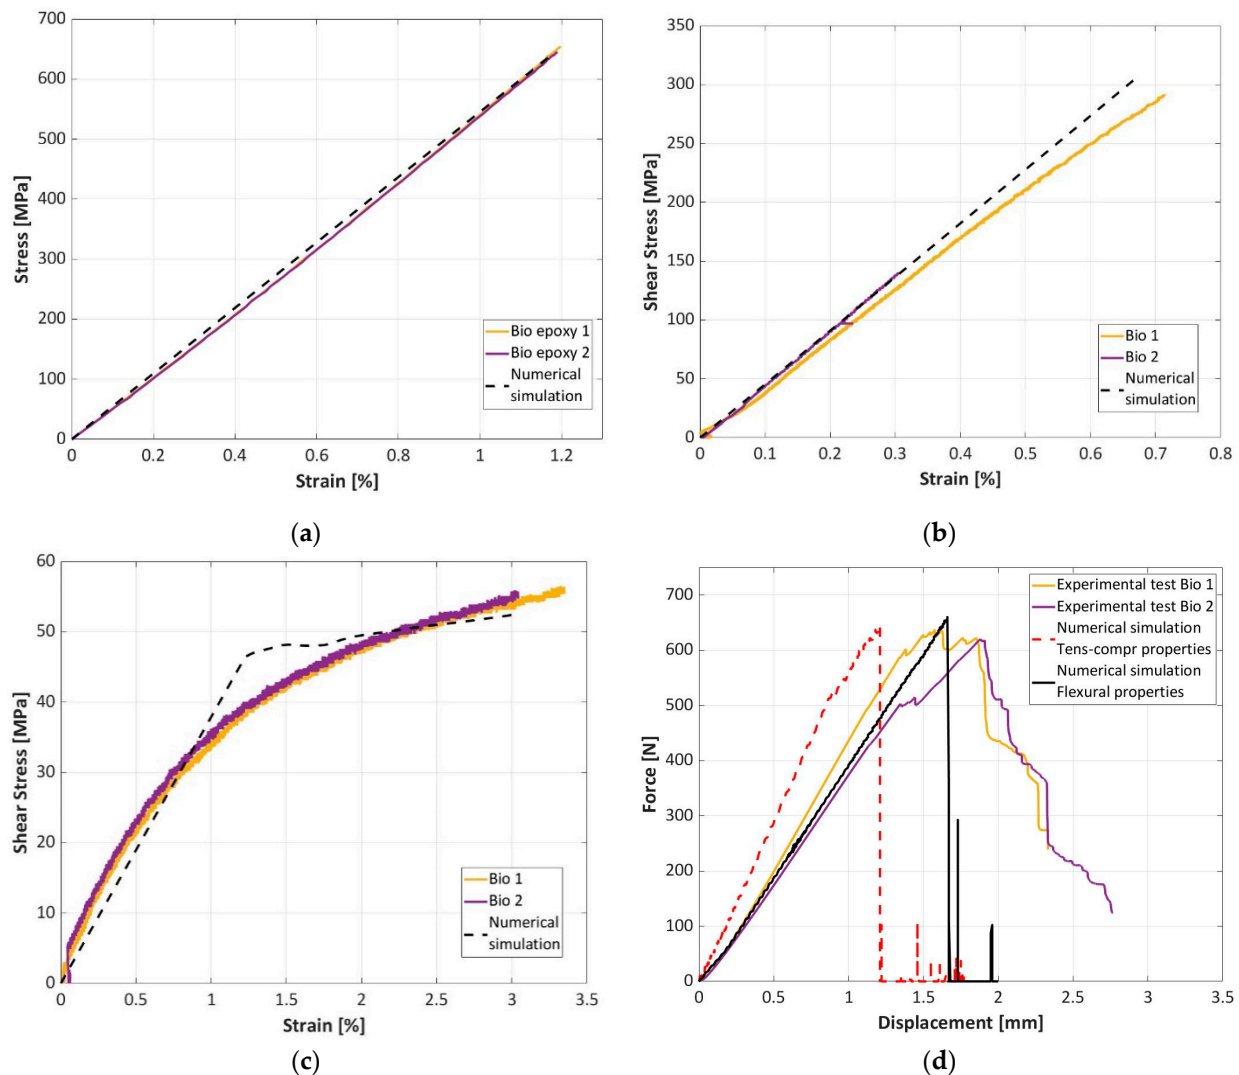 700
600
500
400
300
200
100
0
Stress [MPa]
0
0.2
0.4
0.6
0.8
1
1.2
Strain [%]
Bio epoxy 1
Bio epoxy 2
Numerical
simulation
(a)
350
300
250
200
150
100
50
0
Shear Stress [MPa]
0
0.1
0.2
0.3
0.4
0.5
0.6
0.7
0.8
Strain [%]
Bio 1
Bio 2
Numerical
simulation
(b)
60
50
40
30
20
10
0
Shear Stress [MPa]
0
0.5
1
1.5
2
2.5
3
3.5
Strain [%]
Bio 1
Bio 2
Numerical
simulation
(c)
700
600
500
400
300
200
100
0
Force [N]
0
0.5
1
1.5
2
2.5
3
3.5
Displacement [mm]
Experimental test Bio 1
Experimental test Bio 2
Numerical simulation
Tens-compr properties
Numerical simulation
Flexural properties
(d)